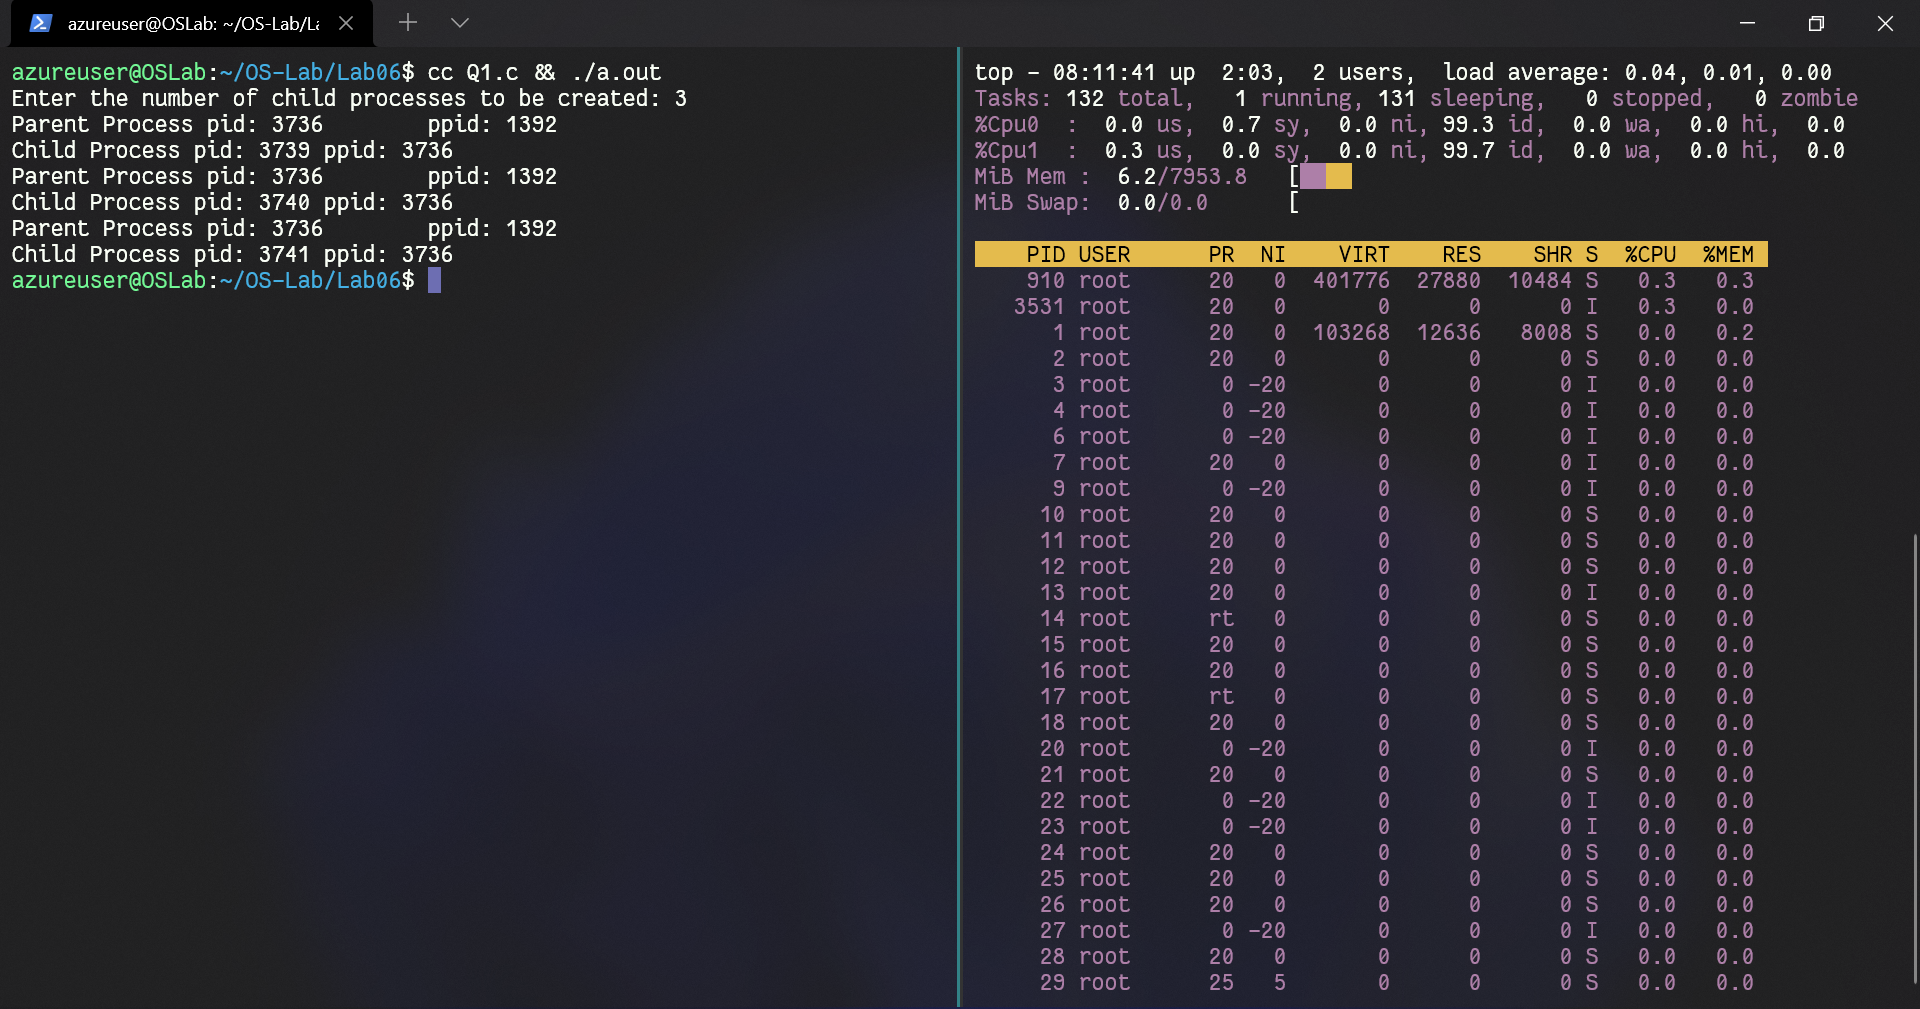 azureuser@OSLab: ~/OS-Lab/La
azureuser@OSLab:~/OS-Lab/Lab06$ cc Q1.c && ./a.out
Enter the number of child processes to be created: 3
Parent Process pid: 3736        ppid: 1392
Child Process pid: 3739 ppid: 3736
Parent Process pid: 3736        ppid: 1392
Child Process pid: 3740 ppid: 3736
Parent Process pid: 3736        ppid: 1392
Child Process pid: 3741 ppid: 3736
azureuser@OSLab:~/OS-Lab/Lab06$
top - 08:11:41 up  2:03,  2 users,  load average: 0.04, 0.01, 0.00
Tasks: 132 total,   1 running, 131 sleeping,   0 stopped,   0 zombie
%Cpu0  :  0.0 us,  0.7 sy,  0.0 ni, 99.3 id,  0.0 wa,  0.0 hi,  0.0
%Cpu1  :  0.3 us,  0.0 sy,  0.0 ni, 99.7 id,  0.0 wa,  0.0 hi,  0.0
MiB Mem :  6.2/7953.8   [
MiB Swap:  0.0/0.0      [
PID USER      PR  NI    VIRT    RES    SHR S  %CPU  %MEM
910 root      20   0  401776  27880  10484 S   0.3   0.3
3531 root      20   0       0      0      0 I   0.3   0.0
1 root      20   0  103268  12636   8008 S   0.0   0.2
2 root      20   0       0      0      0 S   0.0   0.0
3 root       0 -20       0      0      0 I   0.0   0.0
4 root       0 -20       0      0      0 I   0.0   0.0
6 root       0 -20       0      0      0 I   0.0   0.0
7 root      20   0       0      0      0 I   0.0   0.0
9 root       0 -20       0      0      0 I   0.0   0.0
10 root      20   0       0      0      0 S   0.0   0.0
11 root      20   0       0      0      0 S   0.0   0.0
12 root      20   0       0      0      0 S   0.0   0.0
13 root      20   0       0      0      0 I   0.0   0.0
14 root      rt   0       0      0      0 S   0.0   0.0
15 root      20   0       0      0      0 S   0.0   0.0
16 root      20   0       0      0      0 S   0.0   0.0
17 root      rt   0       0      0      0 S   0.0   0.0
18 root      20   0       0      0      0 S   0.0   0.0
20 root       0 -20       0      0      0 I   0.0   0.0
21 root      20   0       0      0      0 S   0.0   0.0
22 root       0 -20       0      0      0 I   0.0   0.0
23 root       0 -20       0      0      0 I   0.0   0.0
24 root      20   0       0      0      0 S   0.0   0.0
25 root      20   0       0      0      0 S   0.0   0.0
26 root      20   0       0      0      0 S   0.0   0.0
27 root       0 -20       0      0      0 I   0.0   0.0
28 root      20   0       0      0      0 S   0.0   0.0
29 root      25   5       0      0      0 S   0.0   0.0